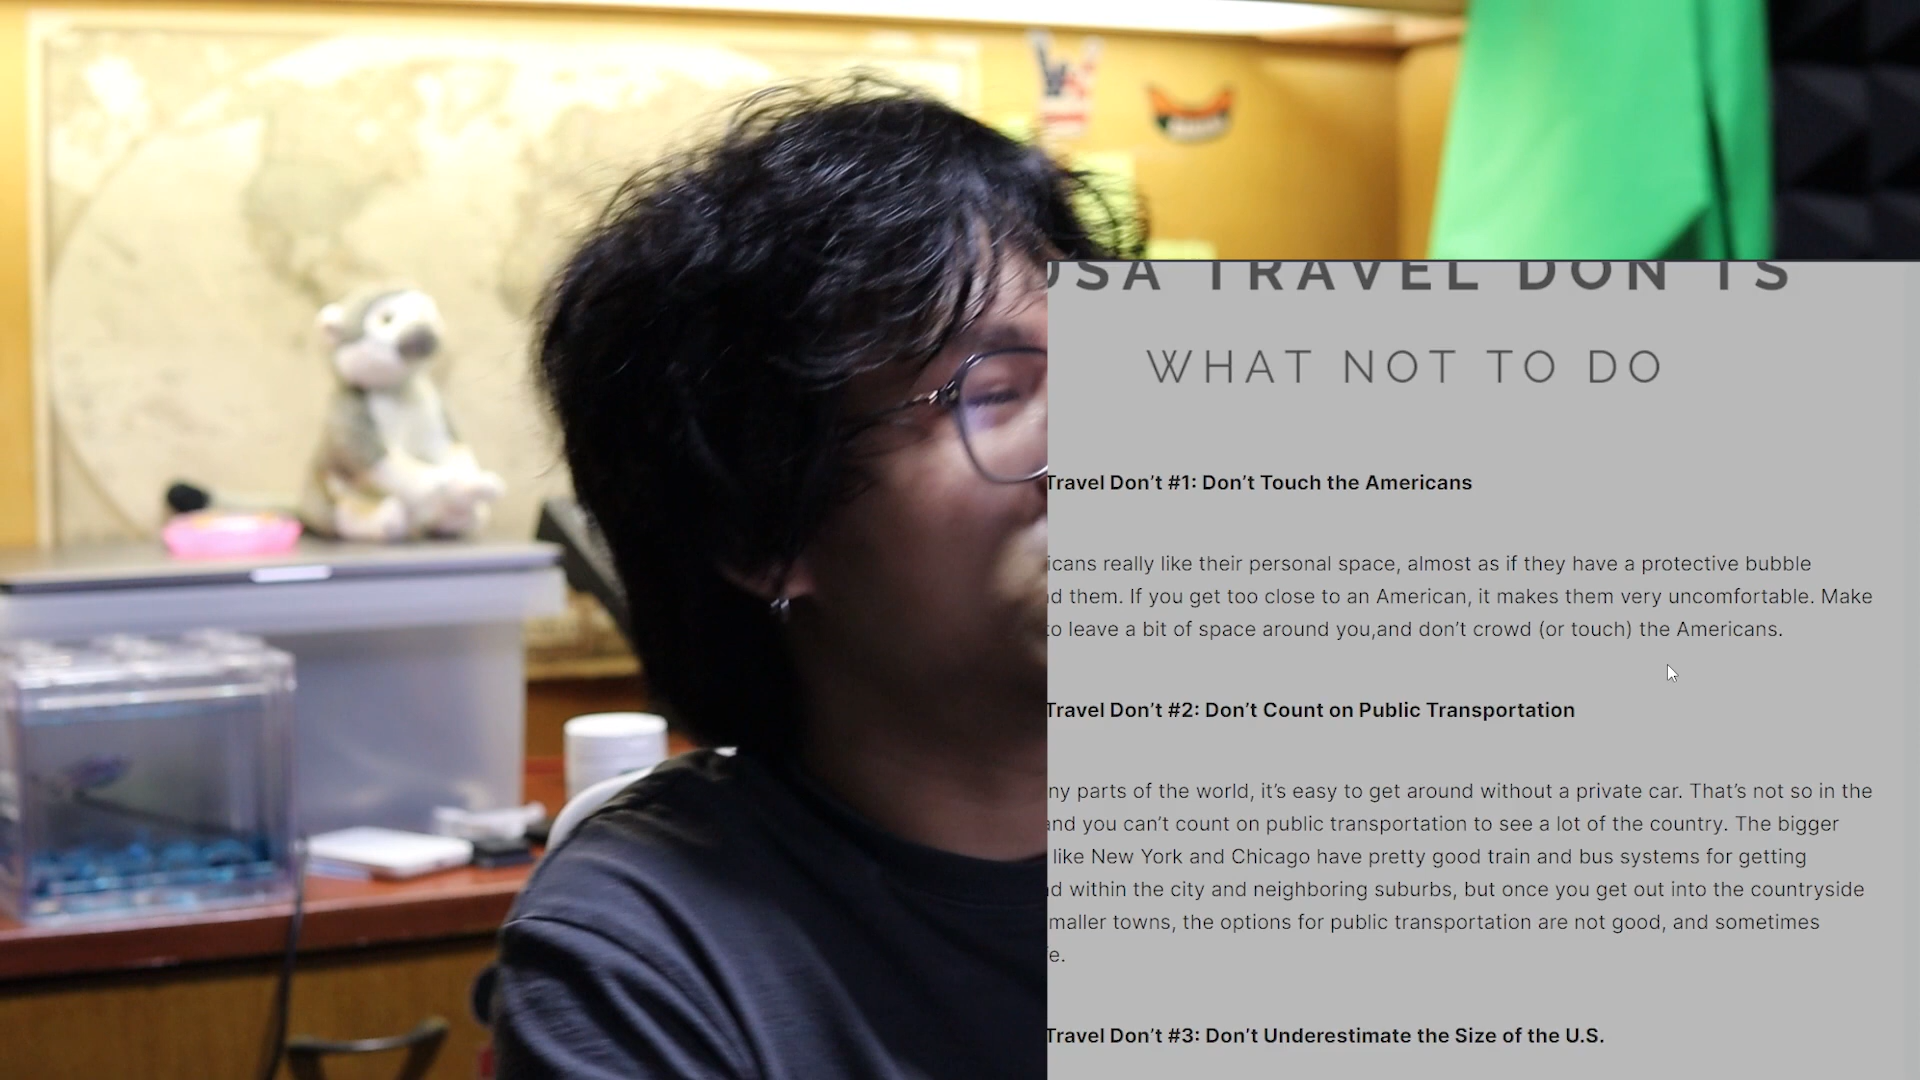 USA TRAVEL DON'TS
WHAT NOT TO DO
Travel Don't #1: Don't Touch the Americans
icans really like their personal space, almost as if they have a protective bubble
d them. If you get too close to an American, it makes them very uncomfortable. Make
to leave a bit of space around you,and don't crowd (or touch) the Americans.
Travel Don't #2: Don't Count on Public Transportation
ny parts of the world, it's easy to get around without a private car. That's not so in the
and you can't count on public transportation to see a lot of the country. The bigger
like New York and Chicago have pretty good train and bus systems for getting
d within the city and neighboring suburbs, but once you get out into the countryside
maller towns, the options for public transportation are not good, and sometimes
e.
Travel Don't #3: Don't Underestimate the Size of the U.S.